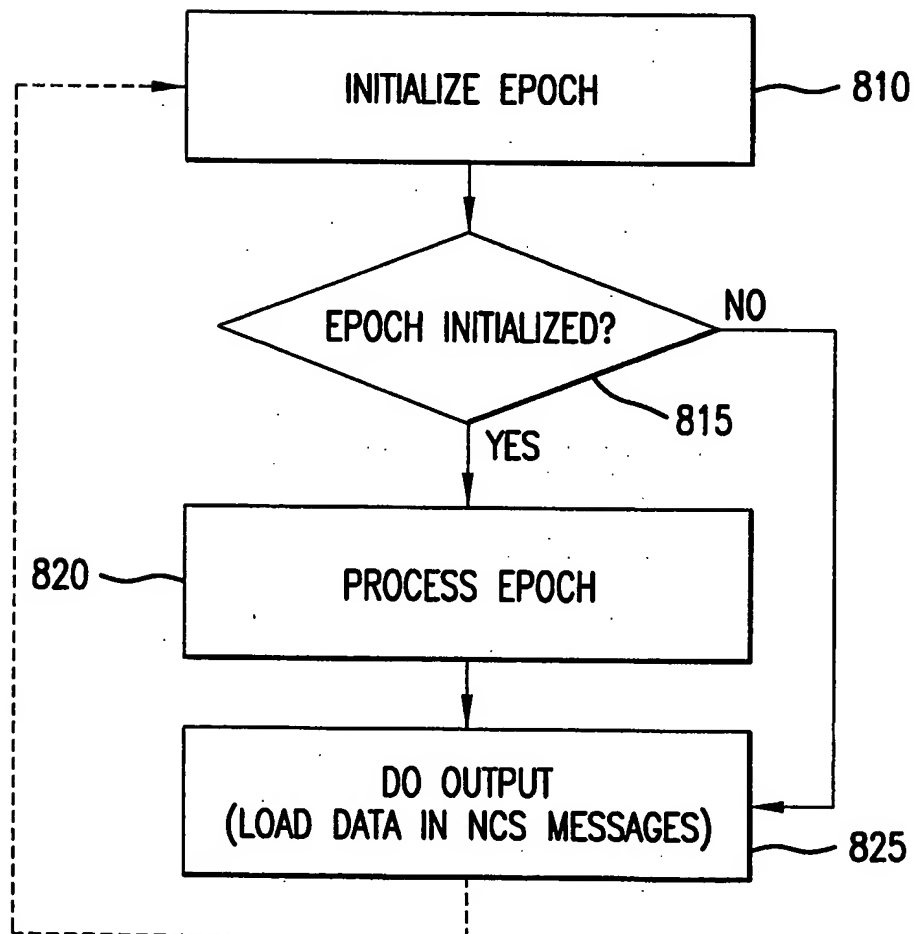 INITIALIZE EPOCH
810
EPOCH INITIALIZED?
NO
815
YES
820
PROCESS EPOCH
DO OUTPUT
(LOAD DATA IN NCS MESSAGES)
825